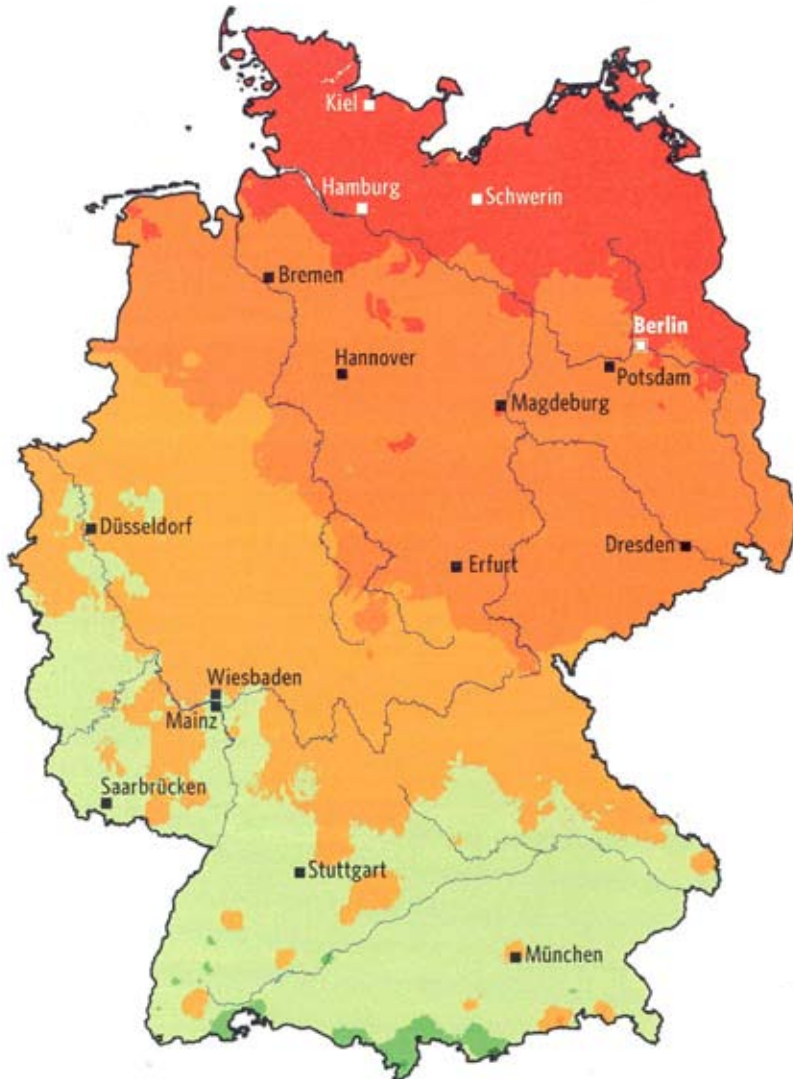 Kiel
Hamburg
Schwerin
Bremen
Berlin
Hannover
Potsdam
Magdeburg
Düsseldorf
Dresden
Erfurt
Wiesbaden
Mainz
Saarbrücken
Stuttgart
München